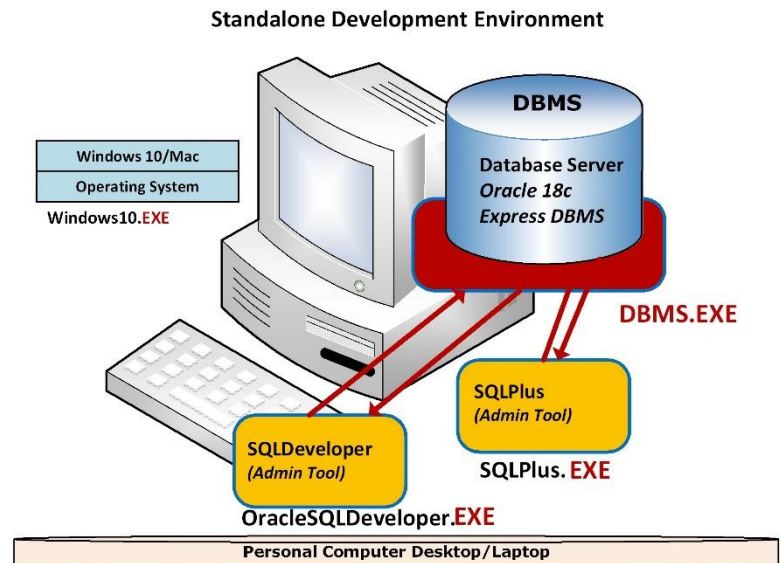 Standalone Development Environment
DBMS
Database Server
Oracle 18c
Express DBMS
Windows 10/Mac
Operating System
Windows10.EXE
DBMS.EXE
SQLPlus
(Admin Tool)
SQLPlus. EXE
SQLDeveloper
(Admin Tool)
OracleSQLDeveloper.EXE
Personal Computer Desktop/Laptop